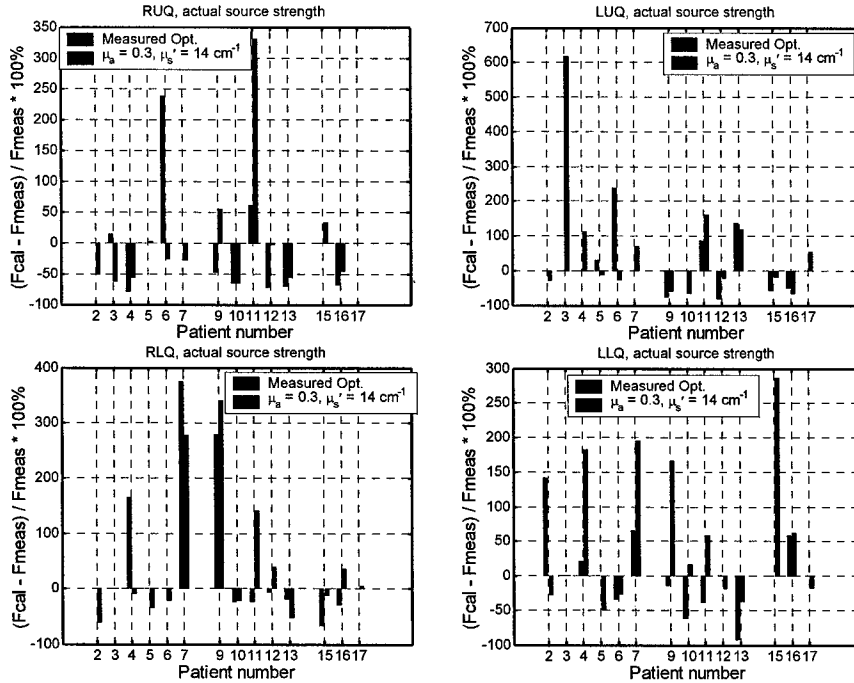 RUQ, actual source strength
350
300
250
200
150
100
50
0
-50
-100
Measured Opt.
μa = 0.3, μs′ = 14 cm-1
(Fcal - Fmeas) / Fmeas * 100%
2 3 4 5 6 7 9 10 11 12 13 15 16 17
Patient number
LUQ, actual source strength
700
600
500
400
300
200
100
0
-100
Measured Opt.
μa = 0.3, μs′ = 14 cm-1
2 3 4 5 6 7 9 10 11 12 13 15 16 17
Patient number
RLQ, actual source strength
400
300
200
100
0
-100
Measured Opt.
μa = 0.3, μs′ = 14 cm-1
(Fcal - Fmeas) / Fmeas * 100%
2 3 4 5 6 7 9 10 11 12 13 15 16 17
Patient number
LLQ, actual source strength
300
250
200
150
100
50
0
-50
-100
Measured Opt.
μa = 0.3, μs′ = 14 cm-1
2 3 4 5 6 7 9 10 11 12 13 15 16 17
Patient number